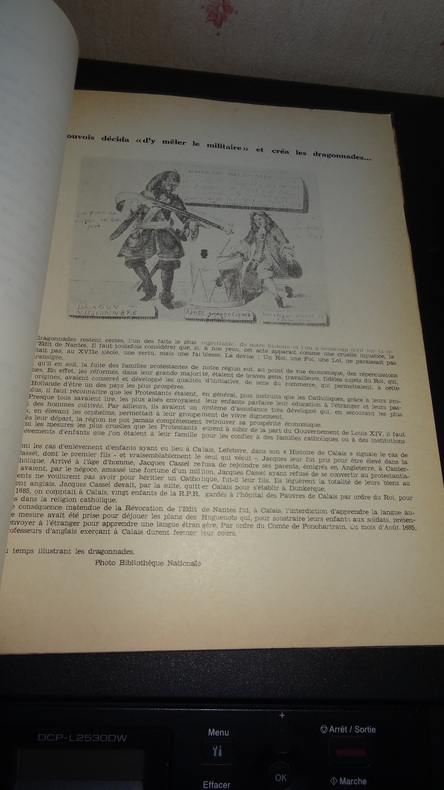 ouvois décida «d'y mêler le militaire» et créa les dragonnades...
DRAGON
MISSIONNAIRE
dragonnades restent certes, l'un des faits le plus regrettable, de notre histoire et l'on a beaucoup écrit sur la
l'Edit de Nantes. Il faut toutefois considérer que, si, à nos yeux, cet acte apparaît comme une cruelle injustice, la
était pas, au XVIIe siècle, une vertu, mais une faiblesse. La devise : Un Roi, une Foi, une Loi, ne paraissait pas
qu'il en soit, la fuite des familles protestantes de notre région eut, au point de vue économique, des répercussions
ses. En effet, les réformés, dans leur grande majorité, étaient de braves gens, travailleurs, fidèles sujets du Roi, qui,
origines, avaient conservé et développé les qualités d'initiative, de sens du commerce, qui permettaient, à cette
Hollande d'être un des pays les plus prospères.
lus, il faut reconnaître que les Protestants étaient, en général, plus instruits que les Catholiques, grâce à leurs
Presque tous savaient lire, les plus aisés envoyaient leur enfants parfaire leur éducation à l'étranger et leurs
des hommes cultivés. Par ailleurs, ils avaient un système d'assistance très développé qui, en secourant les plus
, en élevant les orphelins, permettait à leur groupement de vivre dignement.
ès leur départ, la région ne put jamais complètement retrouver sa prospérité économique.
mi les mesures les plus cruelles que les Protestants eurent à subir de la part du Gouvernement de Louis XIV, il faut
lèvements d'enfants que l'on ôtaient à leur famille pour les confier à des familles catholiques ou à des institutions
mi les cas d'enlèvement d'enfants ayant eu lieu à Calais, Lefebvre, dans son « Histoire de Calais » signale le cas de
Cassel, dont le premier fils - et vraisemblablement le seul qui vécut - Jacques leur fut pris pour être élevé dans la
tholique. Arrivé à l'âge d'homme, Jacques Cassel refusa de rejoindre ses parents, émigrés en Angleterre, à Canter-
avaient, par le négoce, amassé une fortune d'un million, Jacques Cassel ayant refusé de se convertir au protestantis-
ents ne voulurent pas avoir pour héritier un Catholique, fut-il leur fils. Ils léguèrent la totalité de leurs biens au
ent anglais. Jacques Cassel devait, par la suite, quitter Calais pour s'établir à Dunkerque.
1685, on comptait à Calais, vingt enfants de la R.P.R. gardés à l'hôpital des Pauvres de Calais par ordre du Roi, pour
s dans la religion catholique.
e conséquence inattendue de la Révocation de l'Edit de Nantes fut, à Calais, l'interdiction d'apprendre la langue an-
e mesure avait été prise pour déjouer les plans des Huguenots qui, pour soustraire leurs enfants aux soldats, préten-
envoyer à l'étranger pour apprendre une langue étrangère. Par ordre du Comte de Ponchartrain, du mois d'Août 1685,
rofesseurs d'anglais exerçant à Calais durent fermer leur cours.
u temps illustrant les dragonnades.
Photo Bibliothèque Nationale
DCP-L2530DW
Menu
Effacer
+
OK
Arrêt / Sortie
Marche